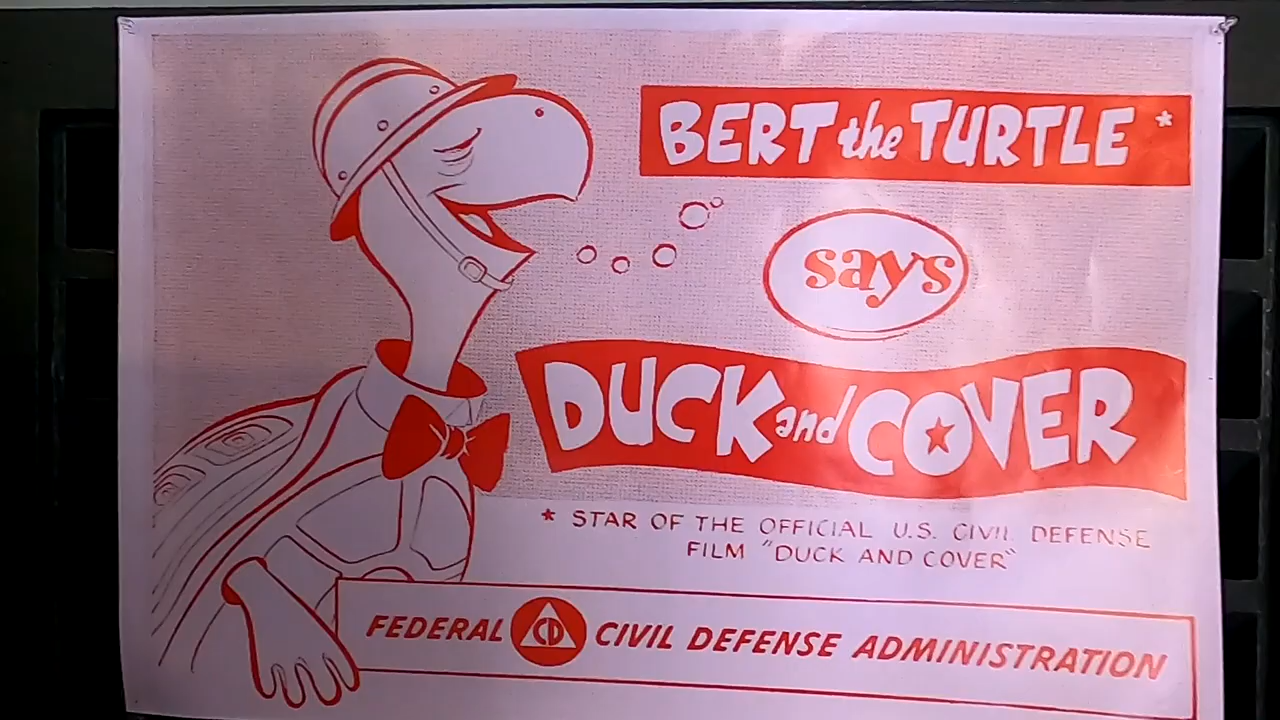 BERT the TURTLE *
says
DUCK and COVER
* STAR OF THE OFFICIAL U.S. CIVIL DEFENSE
FILM "DUCK AND COVER"
FEDERAL CD CIVIL DEFENSE ADMINISTRATION